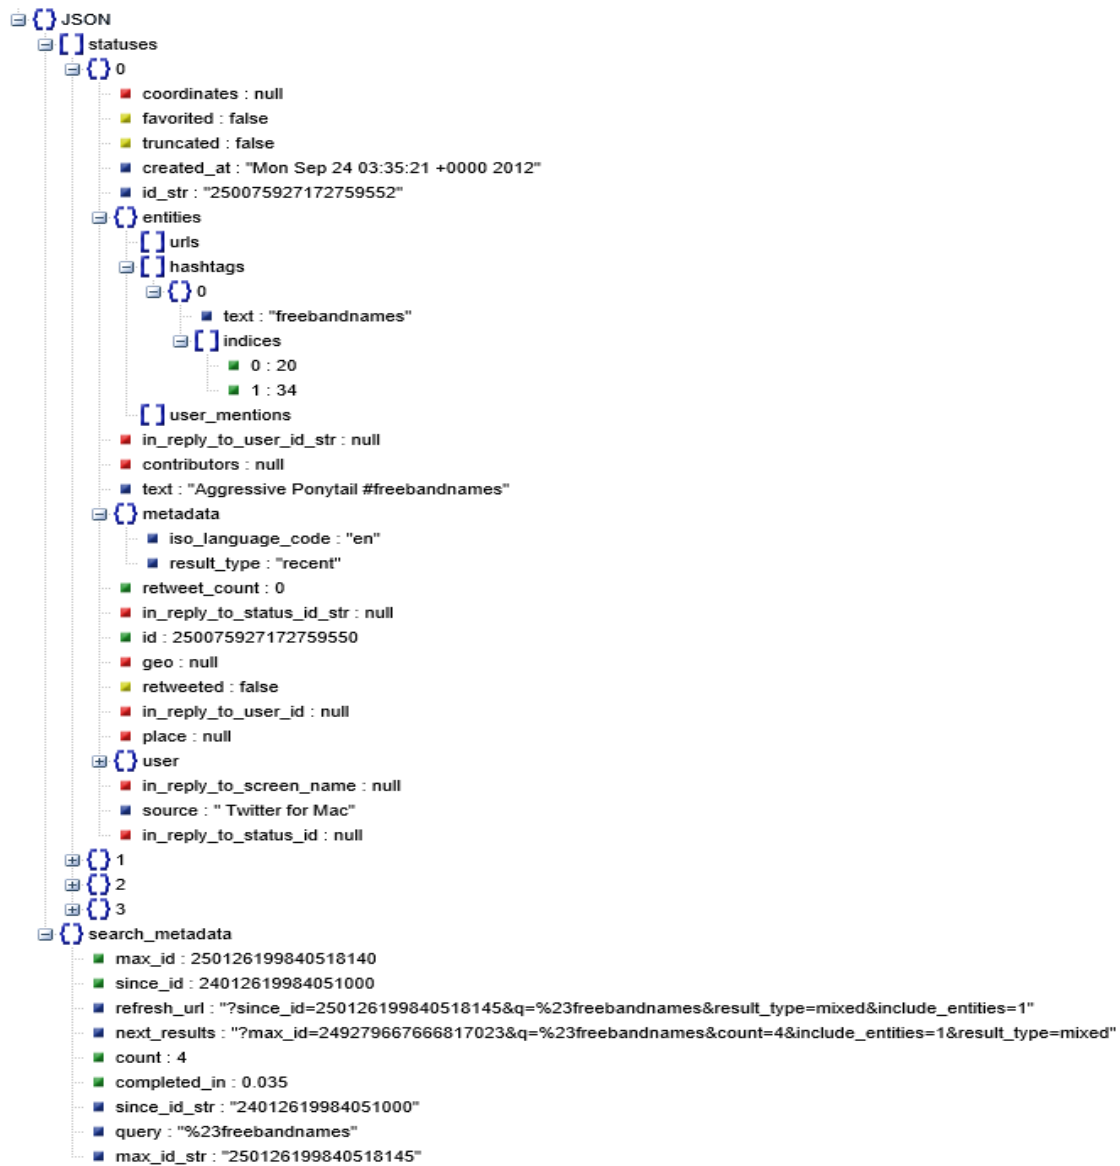 JSON
statuses
0
coordinates : null
favorited : false
truncated : false
created_at : "Mon Sep 24 03:35:21 +0000 2012"
id_str : "250075927172759552"
entities
urls
hashtags
0
text : "freebandnames"
indices
0 : 20
1 : 34
user_mentions
in_reply_to_user_id_str : null
contributors : null
text : "Aggressive Ponytail #freebandnames"
metadata
iso_language_code : "en"
result_type : "recent"
retweet_count : 0
in_reply_to_status_id_str : null
id : 250075927172759550
geo : null
retweeted : false
in_reply_to_user_id : null
place : null
user
in_reply_to_screen_name : null
source : " Twitter for Mac"
in_reply_to_status_id : null
1
2
3
search_metadata
max_id : 250126199840518140
since_id : 24012619984051000
refresh_url : "?since_id=250126199840518145&q=%23freebandnames&result_type=mixed&include_entities=1"
next_results : "?max_id=249279667666817023&q=%23freebandnames&count=4&include_entities=1&result_type=mixed"
count : 4
completed_in : 0.035
since_id_str : "24012619984051000"
query : "%23freebandnames"
max_id_str : "250126199840518145"